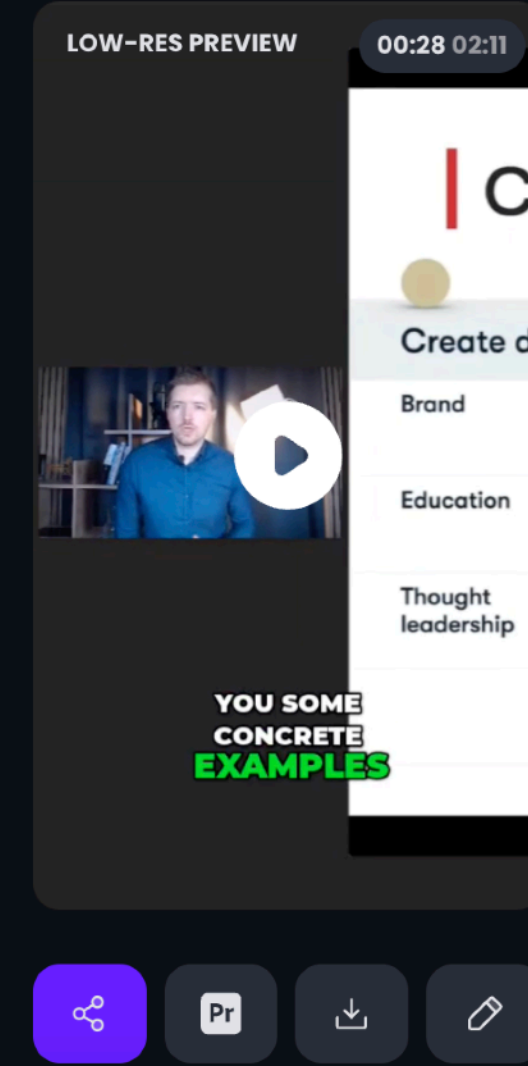 LOW-RES PREVIEW
00:28 02:11
C
Create d
Brand
Education
Thought
leadership
YOU SOME
CONCRETE
EXAMPLES
Pr